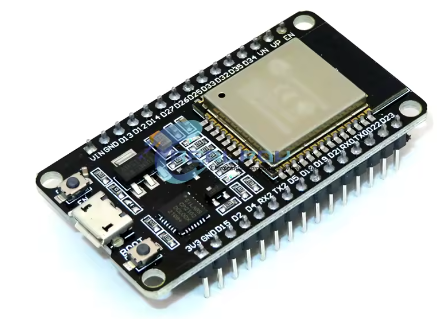 VIN GND D13 D12 D14 D27 D26 D25 D33 D32 D35 D34 VN VP EN
EN
BOOT
3V3 GND D15 D2 D4 RX2 TX2 D5 D18 D19 D21 RX0 TX0 D22 D23